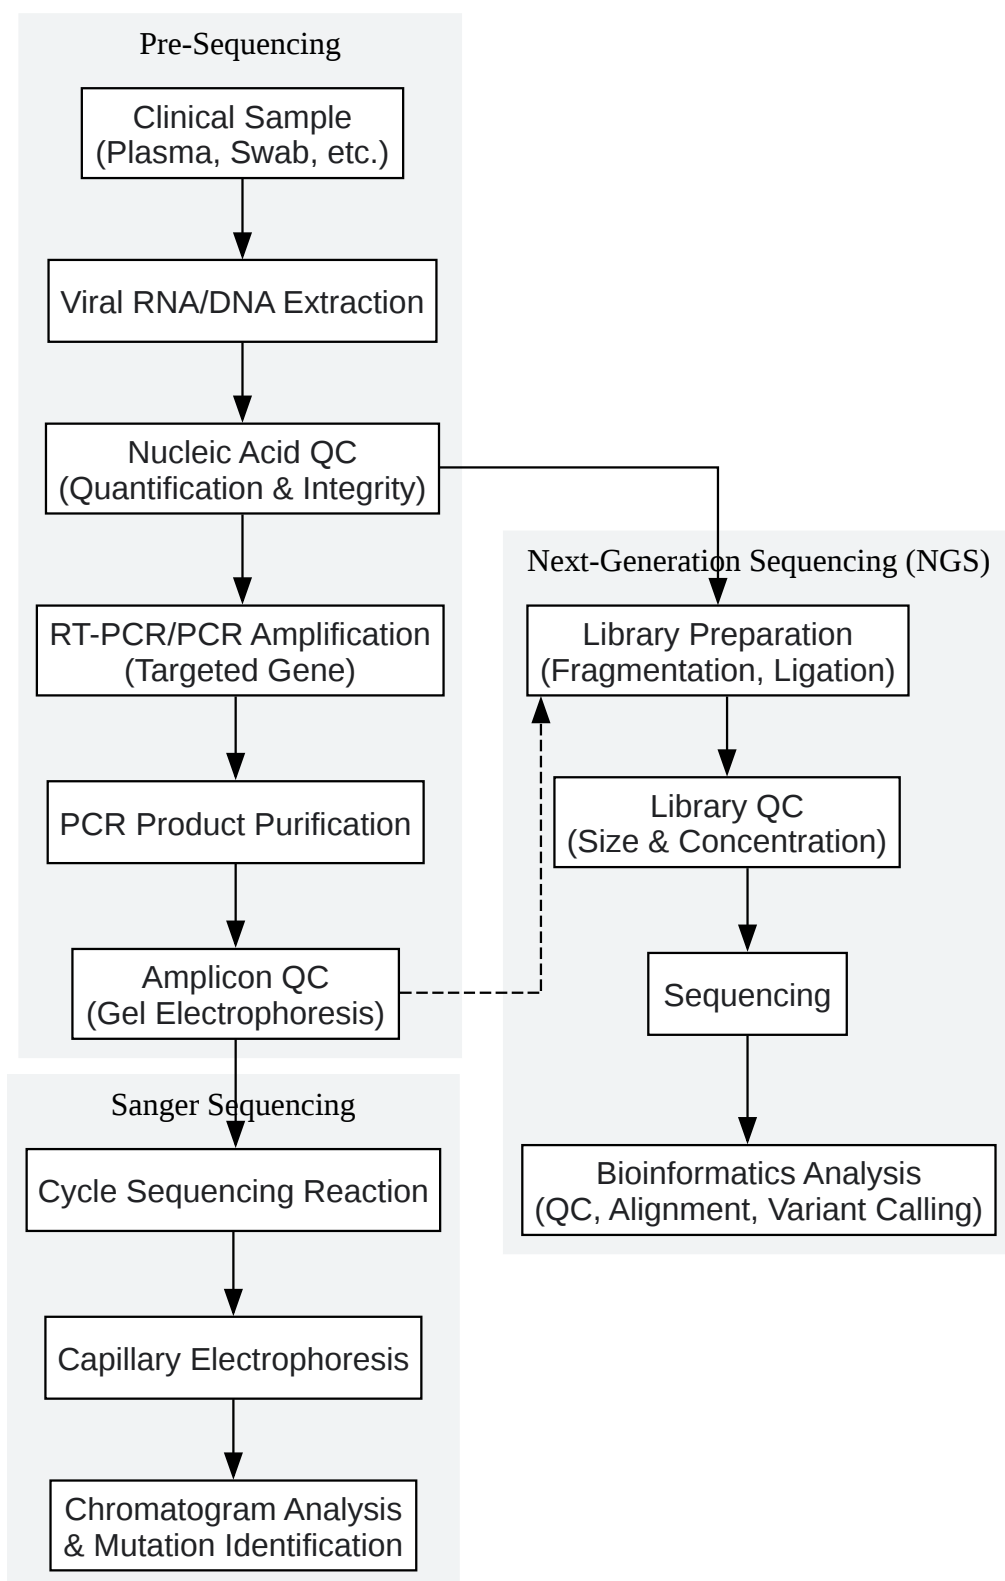 Pre-Sequencing
Clinical Sample
(Plasma, Swab, etc.)
Viral RNA/DNA Extraction
Nucleic Acid QC
(Quantification & Integrity)
RT-PCR/PCR Amplification
(Targeted Gene)
PCR Product Purification
Amplicon QC
(Gel Electrophoresis)
Sanger Sequencing
Cycle Sequencing Reaction
Capillary Electrophoresis
Chromatogram Analysis
& Mutation Identification
Next-Generation Sequencing (NGS)
Library Preparation
(Fragmentation, Ligation)
Library QC
(Size & Concentration)
Sequencing
Bioinformatics Analysis
(QC, Alignment, Variant Calling)